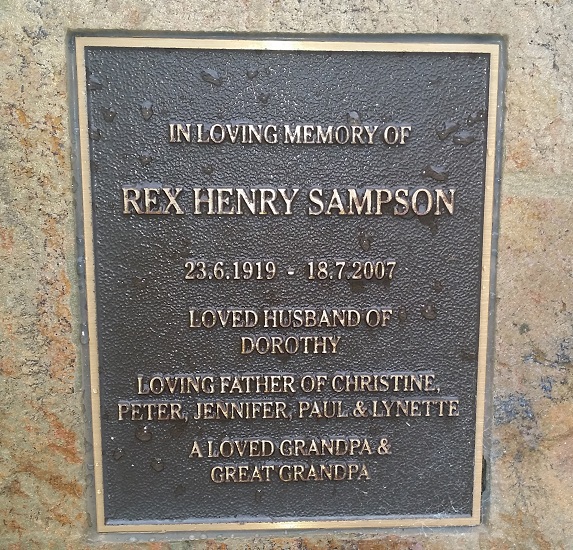 IN LOVING MEMORY OF
REX HENRY SAMPSON
23.6.1919 - 18.7.2007
LOVED HUSBAND OF
DOROTHY
LOVING FATHER OF CHRISTINE,
PETER, JENNIFER, PAUL & LYNETTE
A LOVED GRANDPA &
GREAT GRANDPA